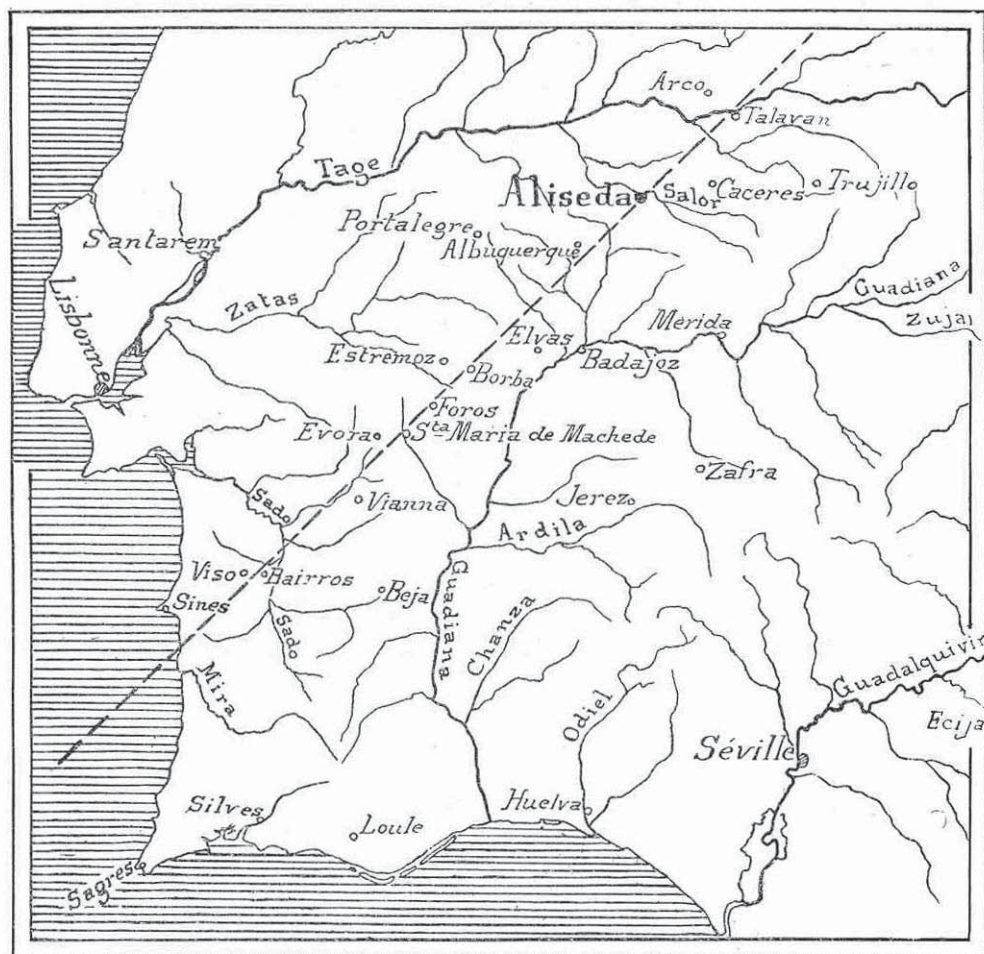 Arco
Talavan
Tage
Aliseda
Salor
Caceres
Trujillo
Santarem
Portalegre
Albuquerque
Lisbonne
Zatas
Guadiana
Zuja
Estremoz
Elvas
Badajoz
Merida
Borba
Foros
Evora
Sta Maria de Machede
Zafra
Sado
Vianna
Jerez
Ardila
Viso
Bairros
Beja
Sines
Sado
Guadiana
Chanza
Mira
Odiel
Guadalquivir
Ecija
Séville
Silves
Loule
Huelva
Sagres